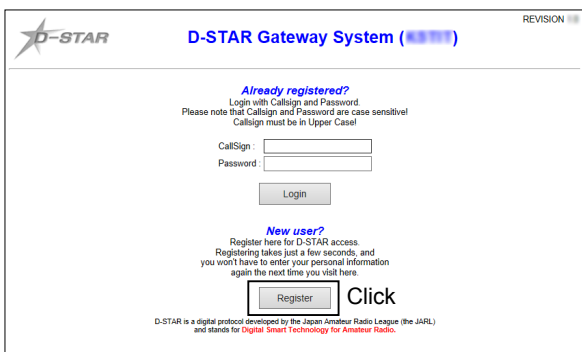 REVISION
D-STAR
D-STAR Gateway System ( )
Already registered?
Login with Callsign and Password.
Please note that Callsign and Password are case sensitive!
Callsign must be in Upper Case!
CallSign :
Password :
Login
New user?
Register here for D-STAR access.
Registering takes just a few seconds, and
you won't have to enter your personal information
again the next time you visit here.
Register Click
D-STAR is a digital protocol developed by the Japan Amateur Radio League (the JARL)
and stands for Digital Smart Technology for Amateur Radio.